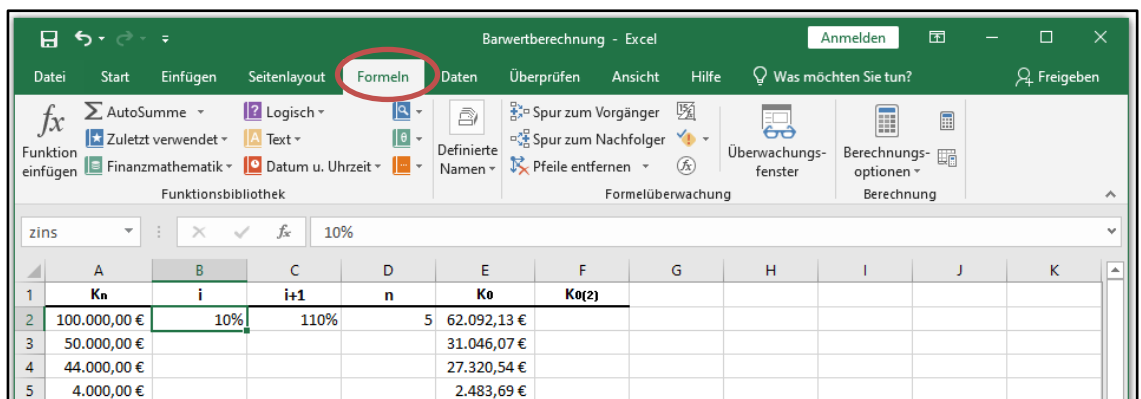 Barwertberechnung - Excel Anmelden
Datei Start Einfügen Seitenlayout Formeln Daten Überprüfen Ansicht Hilfe Was möchten Sie tun? Freigeben
fx Funktion einfügen
AutoSumme
Zuletzt verwendet
Finanzmathematik
Logisch
Text
Datum u. Uhrzeit
Funktionsbibliothek
Definierte Namen
Spur zum Vorgänger
Spur zum Nachfolger
Pfeile entfernen
Formelüberwachung
Überwachungs-
fenster
Berechnungs-
optionen
Berechnung
zins fx 10%
A B C D E F G H I J K
1 Kn i i+1 n K0 K0(2)
2 100.000,00 € 10% 110% 5 62.092,13 €
3 50.000,00 € 31.046,07 €
4 44.000,00 € 27.320,54 €
5 4.000,00 € 2.483,69 €